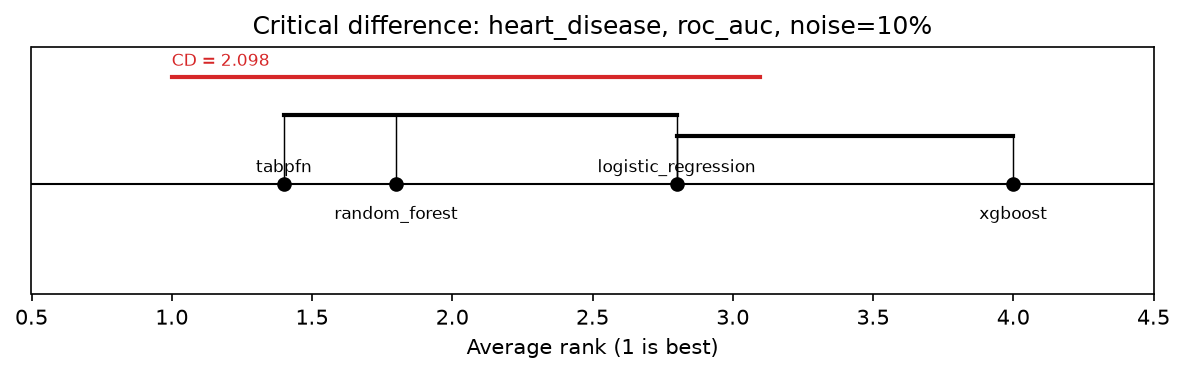 Critical difference: heart_disease, roc_auc, noise=10%
CD = 2.098
tabpfn
logistic_regression
random_forest
xgboost
0.5 1.0 1.5 2.0 2.5 3.0 3.5 4.0 4.5
Average rank (1 is best)